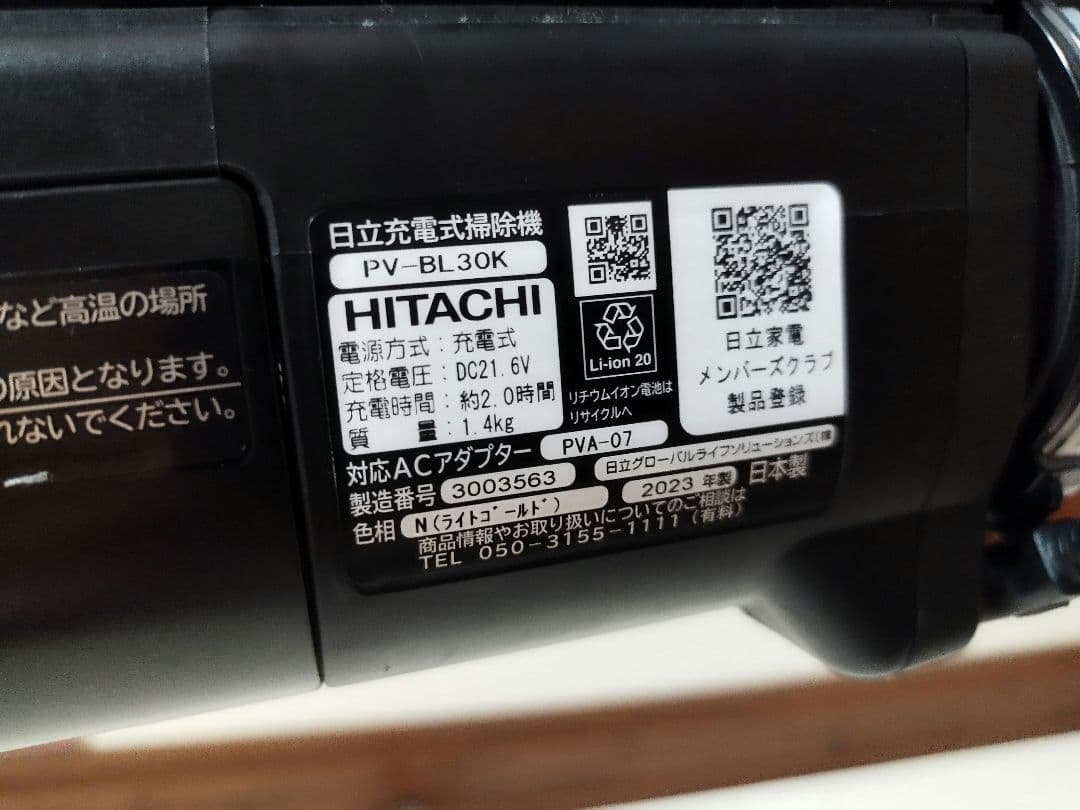 日立充電式掃除機
PV-BL30K
HITACHI
電源方式：充電式
定格電圧：DC21.6V
充電時間：約2.0時間
質　　量：1.4kg
Li-ion 20
リチウムイオン電池は
リサイクルへ
日立家電
メンバーズクラブ
製品登録
対応ACアダプター PVA-07
製造番号 3003563
日立グローバルライフソリューションズ(株
2023 年製 日本製
色相 N(ライトゴールド)
商品情報やお取り扱いについてのご相談は
TEL 050-3155-1111（有料）
など高温の場所
の原因となります。
れないでください。